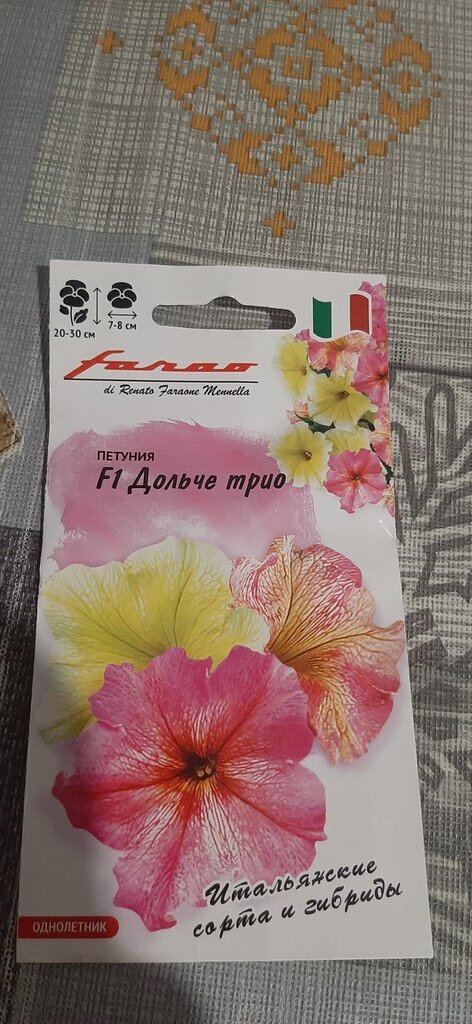 20-30 см
7-8 см
farao
di Renato Faraone Mennella
ПЕТУНИЯ
F1 Дольче трио
Итальянские
сорта и гибриды
ОДНОЛЕТНИК